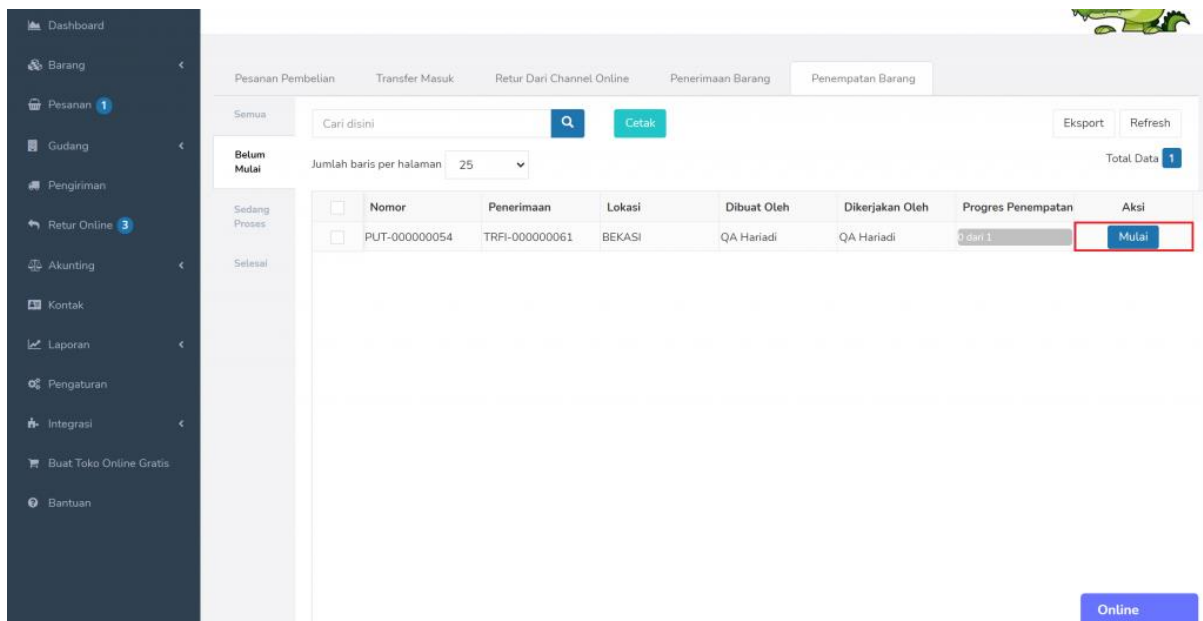 Dashboard
Barang
Pesanan 1
Gudang
Pengiriman
Retur Online 3
Akunting
Kontak
Laporan
Pengaturan
Integrasi
Buat Toko Online Gratis
Bantuan
Pesanan Pembelian Transfer Masuk Retur Dari Channel Online Penerimaan Barang Penempatan Barang
Semua
Belum
Mulai
Sedang
Proses
Selesai
Cari disini Cetak Eksport Refresh
Jumlah baris per halaman 25 Total Data 1
Nomor Penerimaan Lokasi Dibuat Oleh Dikerjakan Oleh Progres Penempatan Aksi
PUT-000000054 TRFI-000000061 BEKASI QA Hariadi QA Hariadi 0 dari 1 Mulai
Online